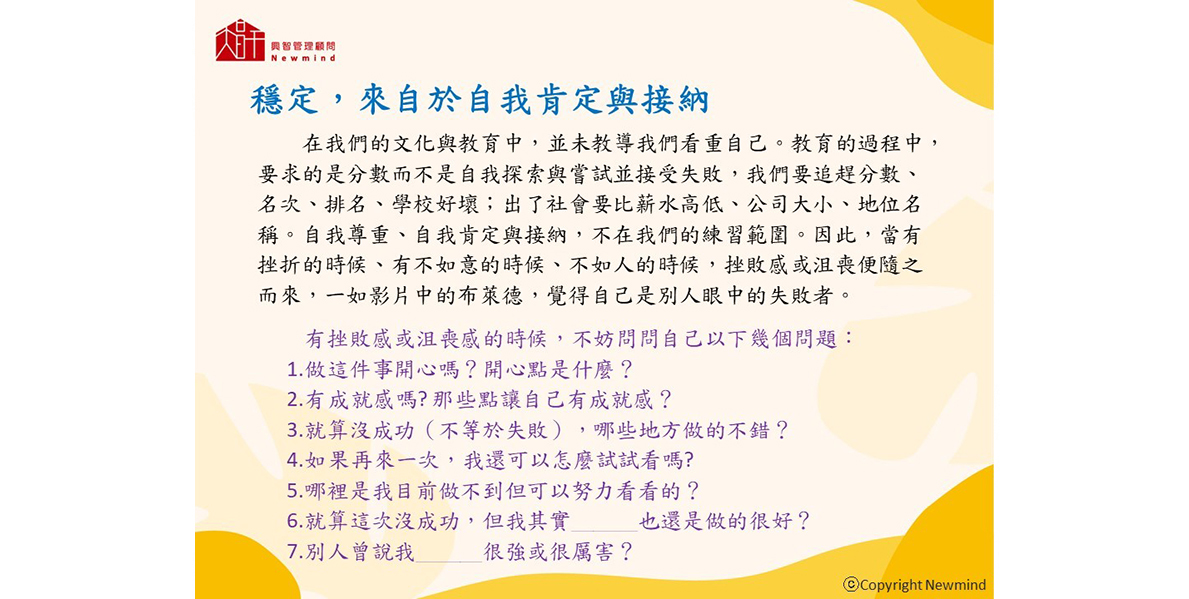 興智管理顧問
Newmind
穩定，來自於自我肯定與接納
在我們的文化與教育中，並未教導我們看重自己。教育的過程中，
要求的是分數而不是自我探索與嘗試並接受失敗，我們要追趕分數、
名次、排名、學校好壞；出了社會要比薪水高低、公司大小、地位名
稱。自我尊重、自我肯定與接納，不在我們的練習範圍。因此，當有
挫折的時候、有不如意的時候、不如人的時候，挫敗感或沮喪便隨之
而來，一如影片中的布萊德，覺得自己是別人眼中的失敗者。
有挫敗感或沮喪感的時候，不妨問問自己以下幾個問題：
1.做這件事開心嗎？開心點是什麼？
2.有成就感嗎? 那些點讓自己有成就感？
3.就算沒成功（不等於失敗），哪些地方做的不錯？
4.如果再來一次，我還可以怎麼試試看嗎?
5.哪裡是我目前做不到但可以努力看看的？
6.就算這次沒成功，但我其實______也還是做的很好？
7.別人曾說我______很強或很厲害？
©Copyright Newmind